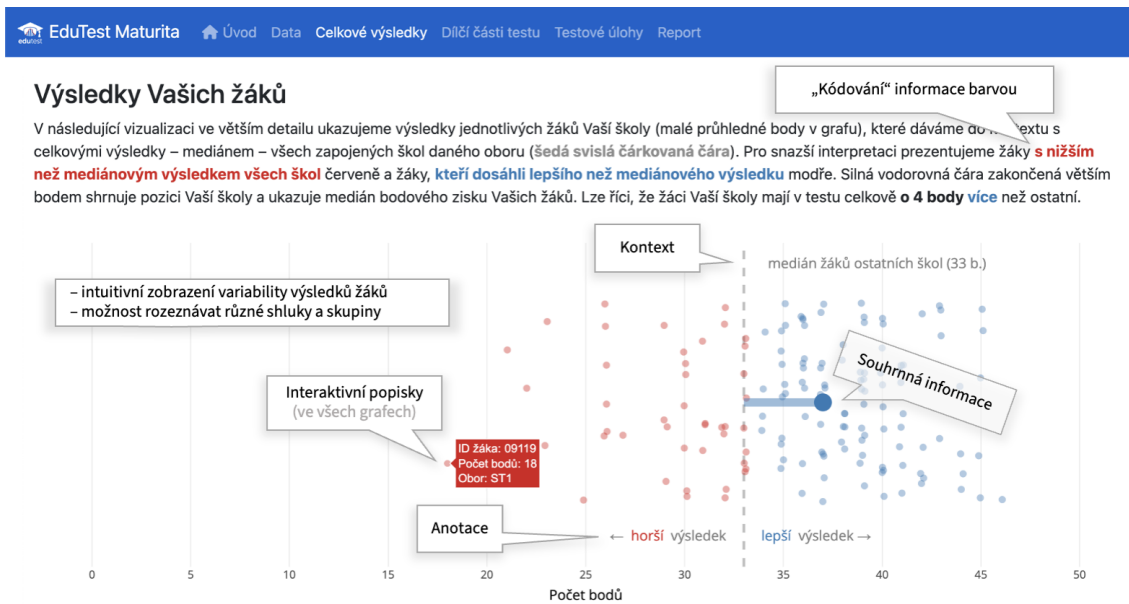 edutest EduTest Maturita Úvod Data Celkové výsledky Dílčí části testu Testové úlohy Report
Výsledky Vašich žáků
„Kódování“ informace barvou
V následující vizualizaci ve větším detailu ukazujeme výsledky jednotlivých žáků Vaší školy (malé průhledné body v grafu), které dáváme do kontextu s
celkovými výsledky – mediánem – všech zapojených škol daného oboru (šedá svislá čárkovaná čára). Pro snazší interpretaci prezentujeme žáky s nižším
než mediánovým výsledkem všech škol červeně a žáky, kteří dosáhli lepšího než mediánového výsledku modře. Silná vodorovná čára zakončená větším
bodem shrnuje pozici Vaší školy a ukazuje medián bodového zisku Vašich žáků. Lze říci, že žáci Vaší školy mají v testu celkově o 4 body více než ostatní.
Kontext
medián žáků ostatních škol (33 b.)
– intuitivní zobrazení variability výsledků žáků
– možnost rozeznávat různé shluky a skupiny
Souhrnná informace
Interaktivní popisky
(ve všech grafech)
ID žáka: 09119
Počet bodů: 18
Obor: ST1
Anotace
← horší výsledek
lepší výsledek →
0 5 10 15 20 25 30 35 40 45 50
Počet bodů